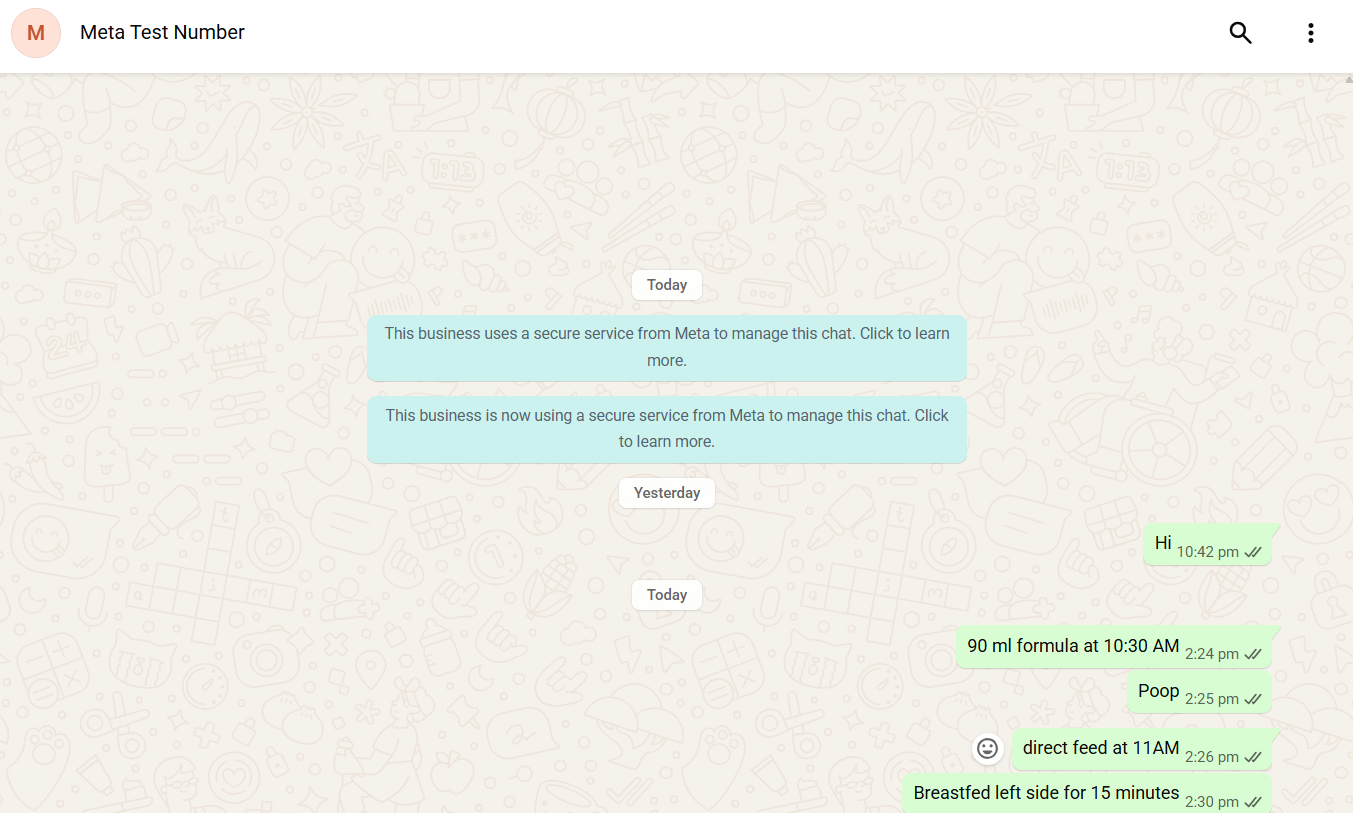 M
Meta Test Number
Today
This business uses a secure service from Meta to manage this chat. Click to learn
more.
This business is now using a secure service from Meta to manage this chat. Click
to learn more.
Yesterday
Hi 10:42 pm
Today
90 ml formula at 10:30 AM 2:24 pm
Poop 2:25 pm
direct feed at 11AM 2:26 pm
Breastfed left side for 15 minutes 2:30 pm